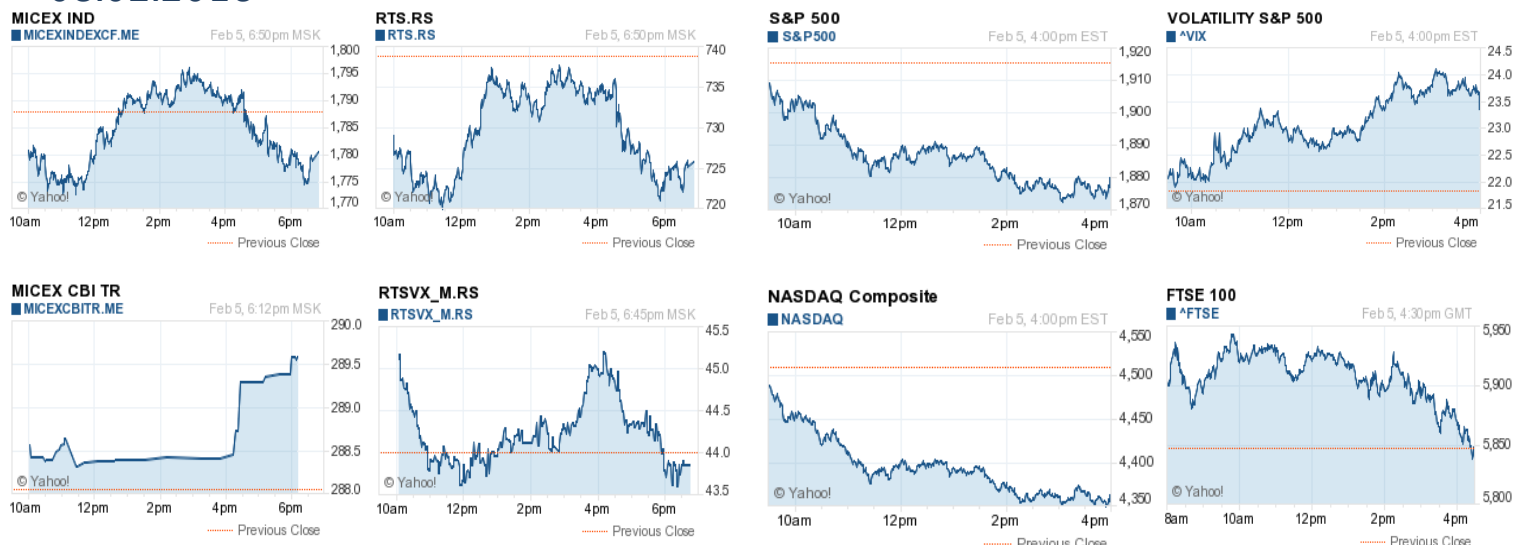 MICEX IND
MICEXINDEXCF.ME Feb 5, 6:50pm MSK
1,800
1,795
1,790
1,785
1,780
1,775
1,770
© Yahoo!
10am 12pm 2pm 4pm 6pm
Previous Close
RTS.RS
RTS.RS Feb 5, 6:50pm MSK
740
735
730
725
720
© Yahoo!
10am 12pm 2pm 4pm 6pm
Previous Close
S&P 500
S&P500 Feb 5, 4:00pm EST
1,920
1,910
1,900
1,890
1,880
1,870
© Yahoo!
10am 12pm 2pm 4pm
Previous Close
VOLATILITY S&P 500
^VIX Feb 5, 4:00pm EST
24.5
24.0
23.5
23.0
22.5
22.0
21.5
© Yahoo!
10am 12pm 2pm 4pm
Previous Close
MICEX CBI TR
MICEXCBITR.ME Feb 5, 6:12pm MSK
290.0
289.5
289.0
288.5
288.0
© Yahoo!
10am 12pm 2pm 4pm 6pm
Previous Close
RTSVX_M.RS
RTSVX_M.RS Feb 5, 6:45pm MSK
45.5
45.0
44.5
44.0
43.5
© Yahoo!
10am 12pm 2pm 4pm 6pm
Previous Close
NASDAQ Composite
NASDAQ Feb 5, 4:00pm EST
4,550
4,500
4,450
4,400
4,350
© Yahoo!
10am 12pm 2pm 4pm
Previous Close
FTSE 100
^FTSE Feb 5, 4:30pm GMT
5,950
5,900
5,850
5,800
© Yahoo!
8am 10am 12pm 2pm 4pm
Previous Close